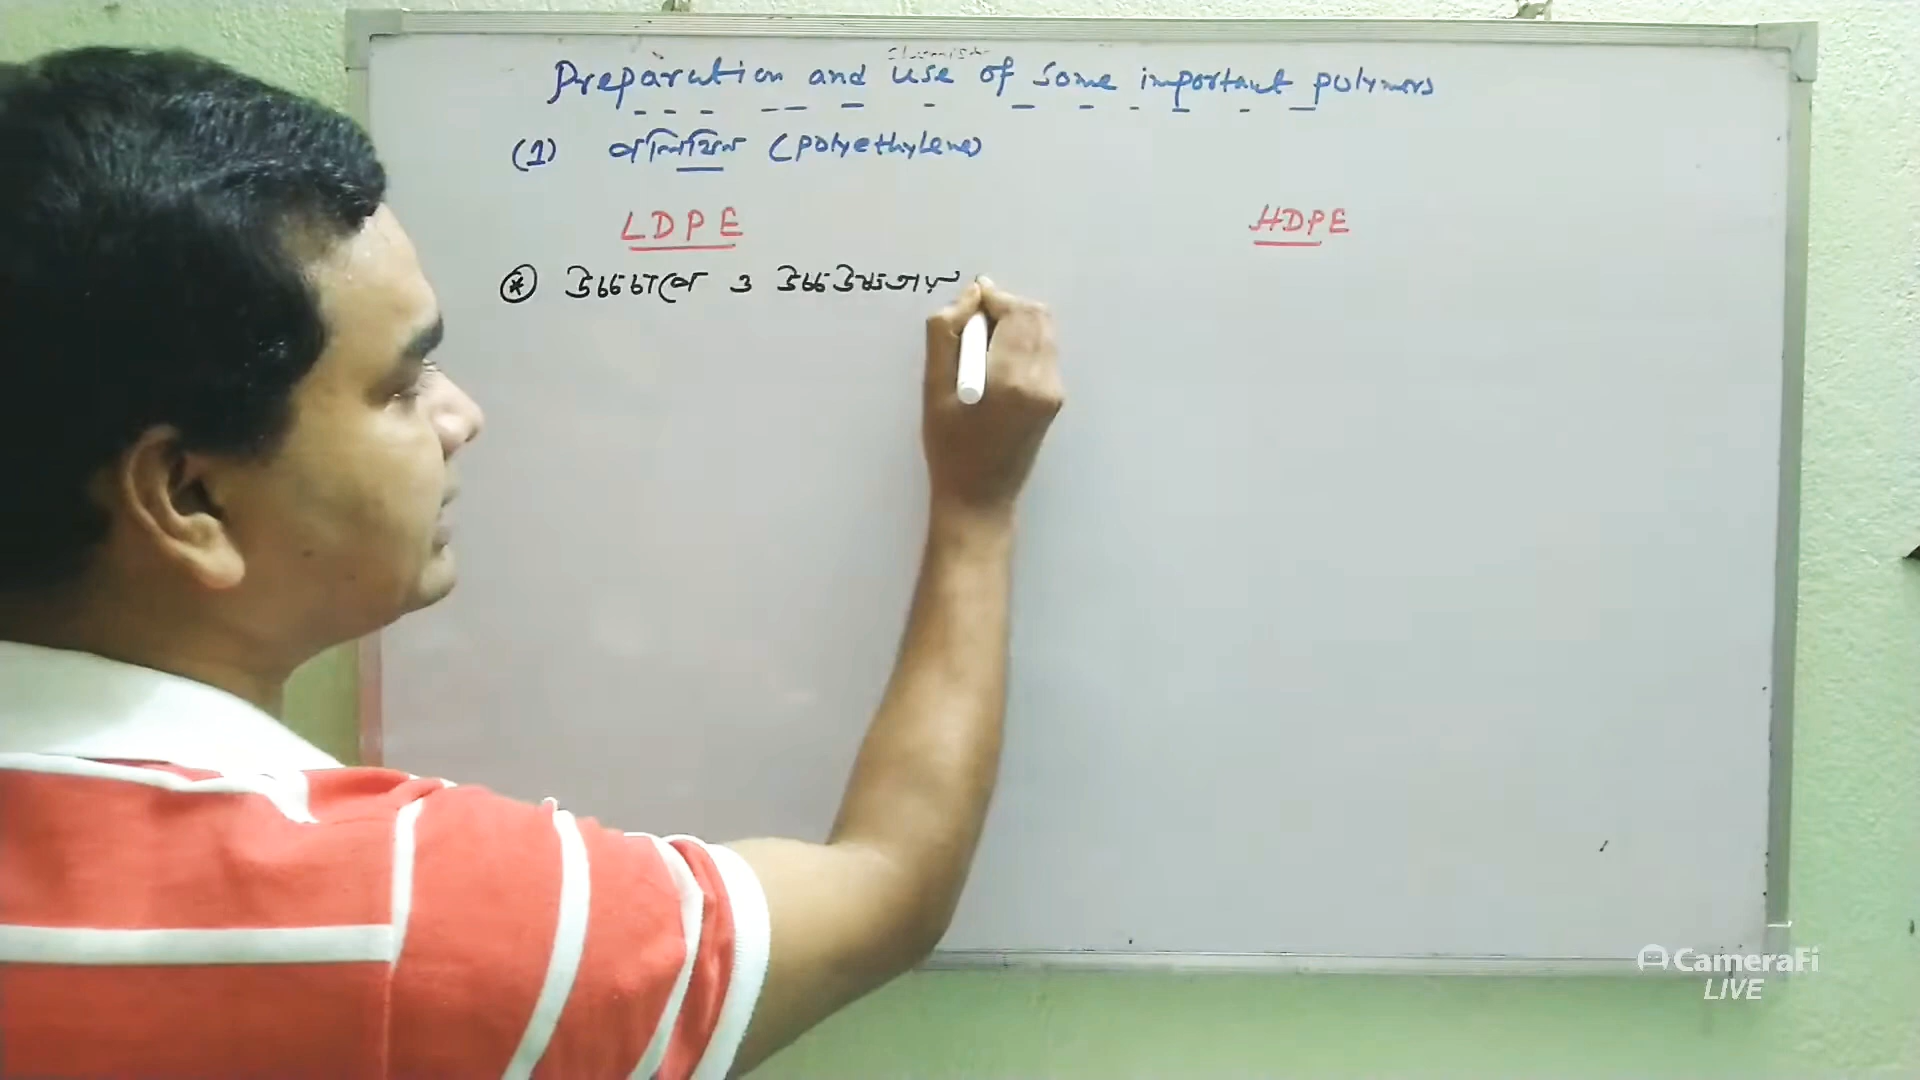 Preparation and use of some important polymers
(1) পলিথিন (polyethylene)
LDPE
HDPE
* উচ্চচাপে ও উচ্চউষ্ণতায়
CameraFi
LIVE